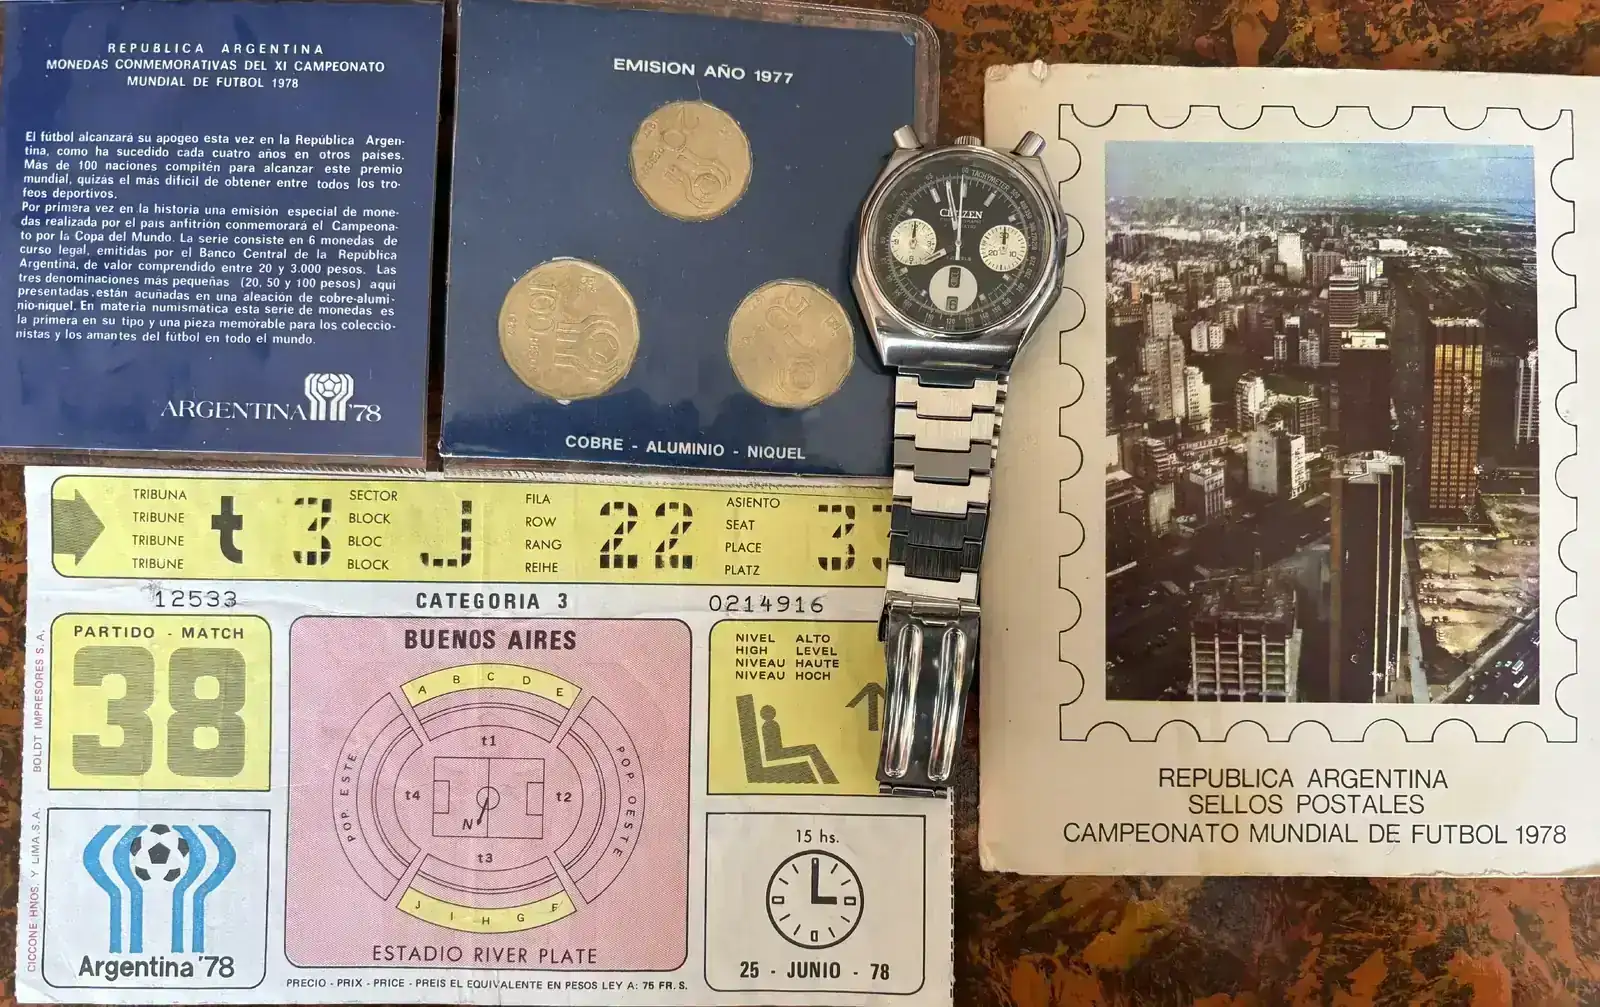 REPUBLICA ARGENTINA
MONEDAS CONMEMORATIVAS DEL XI CAMPEONATO
MUNDIAL DE FUTBOL 1978
El fútbol alcanzará su apogeo esta vez en la República Argen-
tina, como ha sucedido cada cuatro años en otros países.
Más de 100 naciones compitén para alcanzar este premio
mundial, quizás el más difícil de obtener entre todos los tro-
feos deportivos.
Por primera vez en la historia una emisión especial de mone-
das realizada por el país anfitrión conmemorará el Campeona-
to por la Copa del Mundo. La serie consiste en 6 monedas de
curso legal, emitidas por el Banco Central de la República
Argentina, de valor comprendido entre 20 y 3.000 pesos. Las
tres denominaciones más pequeñas (20, 50 y 100 pesos) aquí
presentadas están acuñadas en una aleación de cobre-alumi-
nio-níquel. En materia numismática esta serie de monedas es
la primera en su tipo y una pieza memorable para los coleccio-
nistas y los amantes del fútbol en todo el mundo.
ARGENTINA '78
EMISION AÑO 1977
COBRE - ALUMINIO - NIQUEL
CITIZEN
TACHYMETER
TRIBUNA
TRIBUNE
TRIBUNE
TRIBUNE
t 3
SECTOR
BLOCK
BLOC
BLOCK
J
FILA
ROW
RANG
REIHE
22
ASIENTO
SEAT
PLACE
PLATZ
12533
CATEGORIA 3
0214916
PARTIDO - MATCH
38
BUENOS AIRES
A B C D E
t1
t4
t2
N
t3
POP. ESTE
POP. OESTE
J I H G F
ESTADIO RIVER PLATE
NIVEL ALTO
HIGH LEVEL
NIVEAU HAUTE
NIVEAU HOCH
Argentina '78
15 hs.
25 - JUNIO - 78
PRECIO - PRIX - PRICE - PREIS EL EQUIVALENTE EN PESOS LEY A: 75 FR. S.
BOLDT IMPRESORES S.A.
CICCONE HNOS. Y LIMA S.A.
REPUBLICA ARGENTINA
SELLOS POSTALES
CAMPEONATO MUNDIAL DE FUTBOL 1978